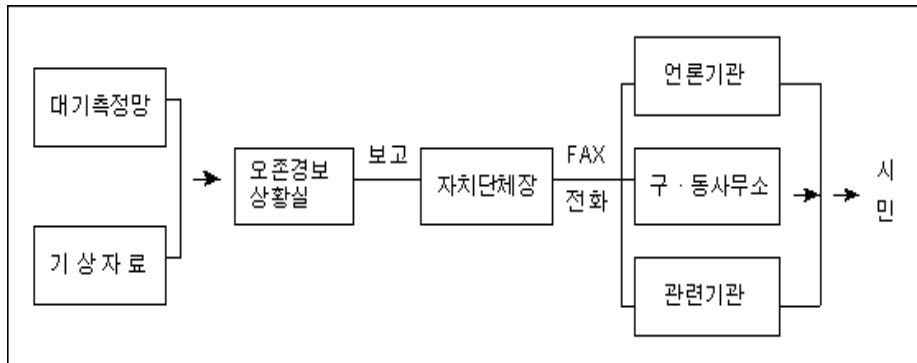 대기측정망
기 상 자 료
오존경보
상황실
보고
자치단체장
FAX
전화
언론기관
구 · 동사무소
관련기관
시
민